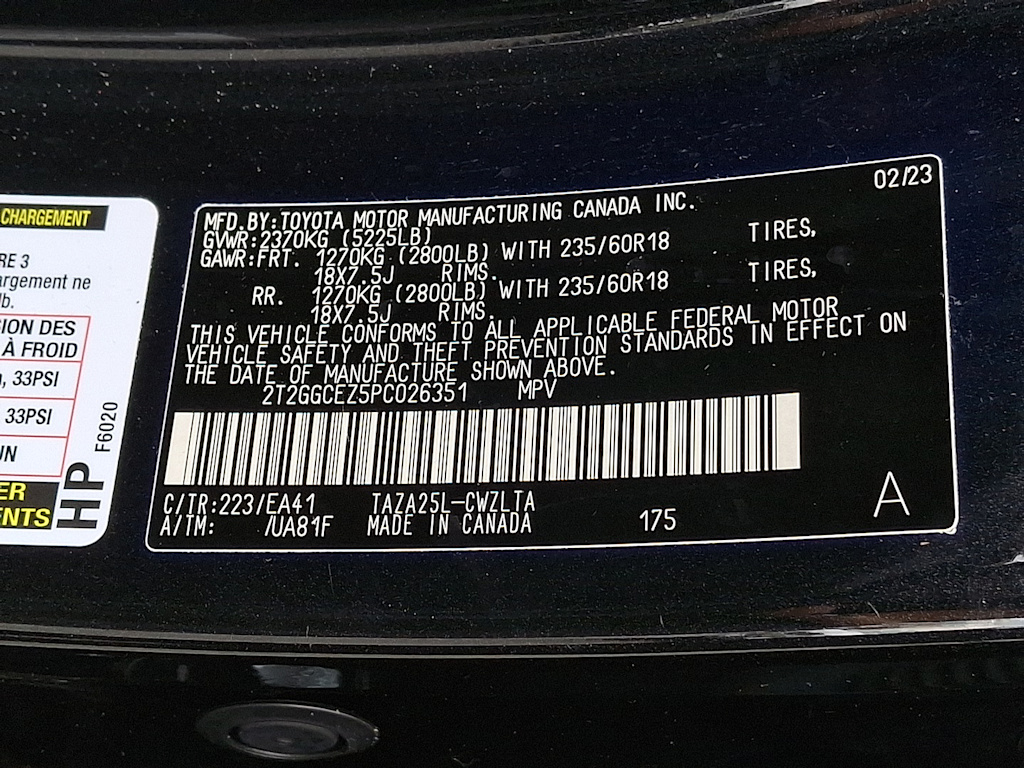 CHARGEMENT
RE 3
argement ne
lb.
SION DES
À FROID
, 33PSI
33PSI
UN
ER
ENTS
HP
F6020
02/23
MFD.BY:TOYOTA MOTOR MANUFACTURING CANADA INC.
GVWR:2370KG (5225LB)
GAWR:FRT. 1270KG (2800LB) WITH 235/60R18 TIRES,
18X7.5J RIMS.
RR. 1270KG (2800LB) WITH 235/60R18 TIRES,
18X7.5J RIMS.
THIS VEHICLE CONFORMS TO ALL APPLICABLE FEDERAL MOTOR
VEHICLE SAFETY AND THEFT PREVENTION STANDARDS IN EFFECT ON
THE DATE OF MANUFACTURE SHOWN ABOVE.
2T2GGCEZ5PC026351 MPV
C/TR:223/EA41 TAZA25L-CWZLTA
A/TM: /UA81F MADE IN CANADA 175
A